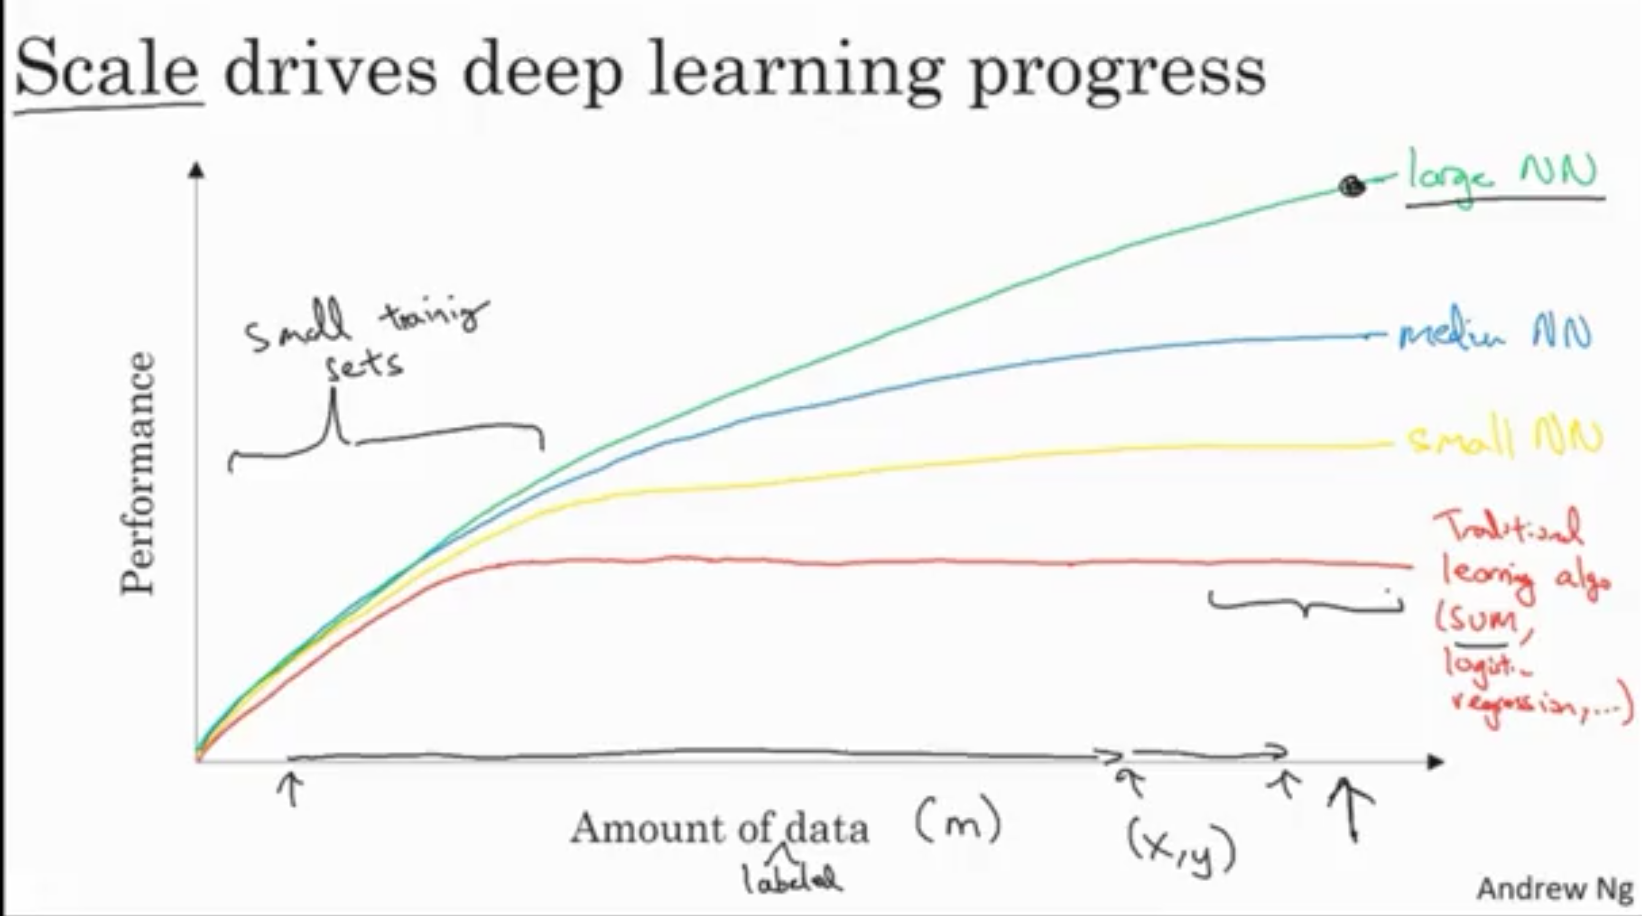 Scale drives deep learning progress
large NN
small training
sets
medium NN
small NN
Performance
Traditional
learning algo
(SVM,
logistic
regression,...)
Amount of data (m)
labeled
(x,y)
Andrew Ng